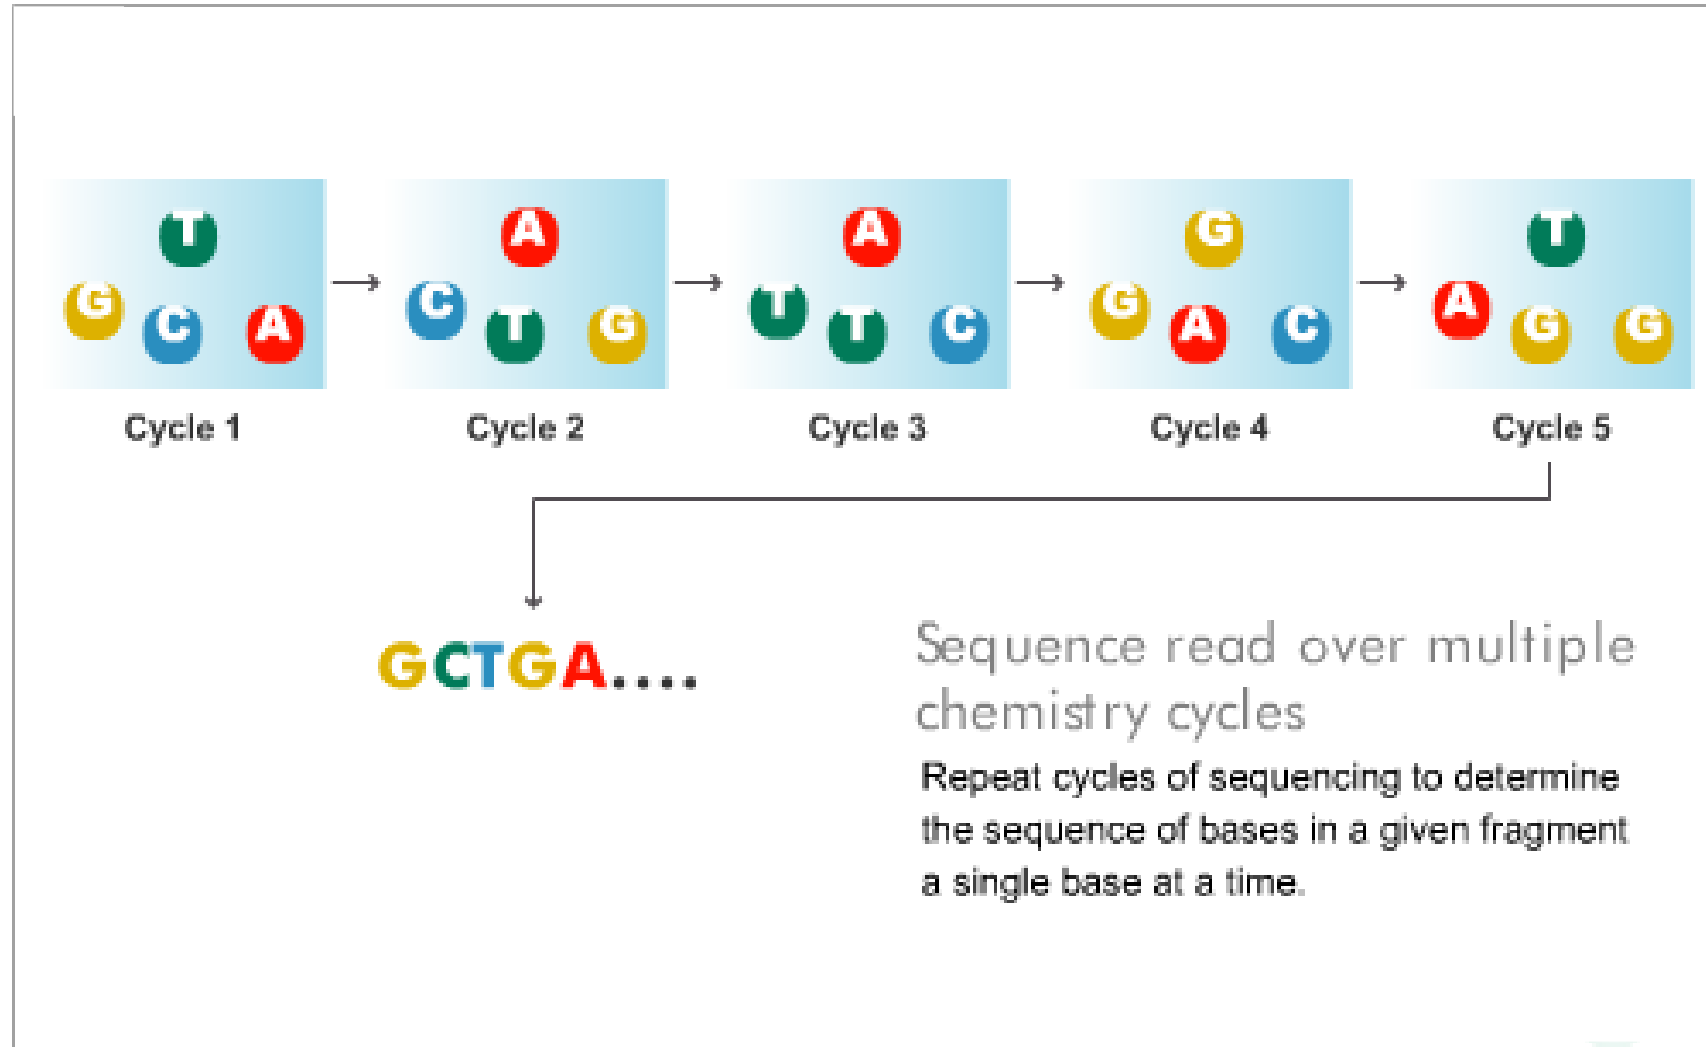 T
G C A
A
C T G
A
T T C
G
G A C
T
A G G
Cycle 1
Cycle 2
Cycle 3
Cycle 4
Cycle 5
GCTGA....
Sequence read over multiple
chemistry cycles
Repeat cycles of sequencing to determine
the sequence of bases in a given fragment
a single base at a time.